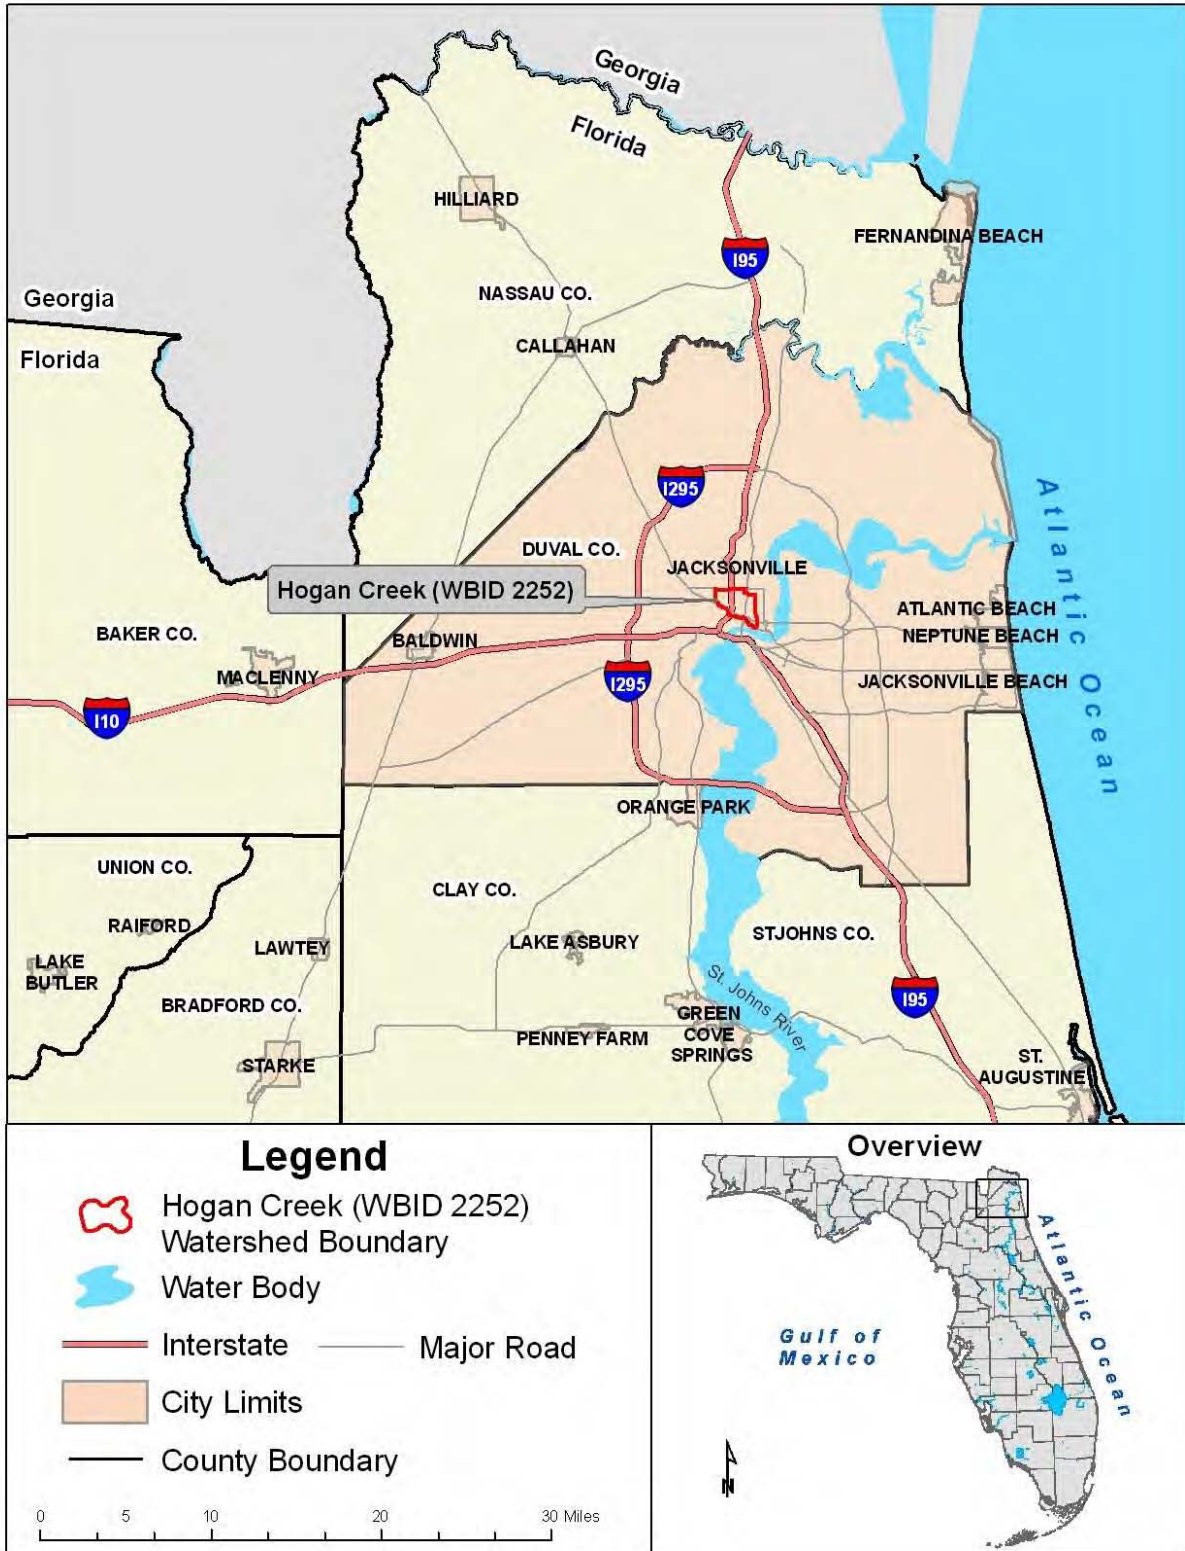 Georgia
Florida
HILLIARD
FERNANDINA BEACH
I95
NASSAU CO.
Georgia
CALLAHAN
Florida
I295
Atlantic Ocean
DUVAL CO.
JACKSONVILLE
Hogan Creek (WBID 2252)
ATLANTIC BEACH
BAKER CO.
BALDWIN
NEPTUNE BEACH
MACLENNY
I295
JACKSONVILLE BEACH
I10
ORANGE PARK
UNION CO.
CLAY CO.
RAIFORD
STJOHNS CO.
LAWTEY
LAKE ASBURY
LAKE
BUTLER
St. Johns River
I95
BRADFORD CO.
GREEN
COVE
SPRINGS
PENNEY FARM
STARKE
ST.
AUGUSTINE
Legend
Hogan Creek (WBID 2252)
Watershed Boundary
Water Body
Interstate
Major Road
City Limits
County Boundary
0 5 10 20 30 Miles
Overview
Atlantic Ocean
Gulf of
Mexico
N